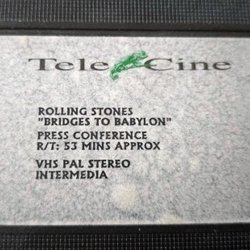 Tele Cine
ROLLING STONES
"BRIDGES TO BABYLON"
PRESS CONFERENCE
R/T: 53 MINS APPROX
VHS PAL STEREO
INTERMEDIA